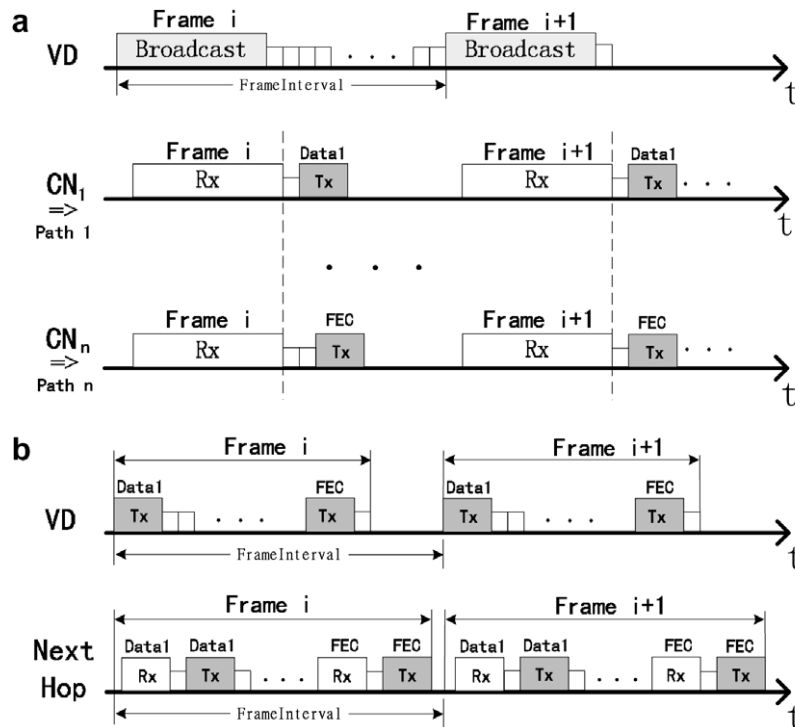 a
Frame i Frame i+1
VD Broadcast . . . Broadcast
FrameInterval t
Frame i Data1 Frame i+1 Data1
CN1 Rx Tx Rx Tx . . .
=>
Path 1 t
. . .
Frame i FEC Frame i+1 FEC
CNn Rx Tx Rx Tx . . .
=>
Path n t
b
Frame i Frame i+1
Data1 FEC Data1 FEC
VD Tx . . . Tx Tx . . . Tx
FrameInterval t
Frame i Frame i+1
Data1 Data1 FEC FEC Data1 Data1 FEC FEC
Next Hop Rx Tx . . . Rx Tx Rx Tx . . . Rx Tx
FrameInterval t